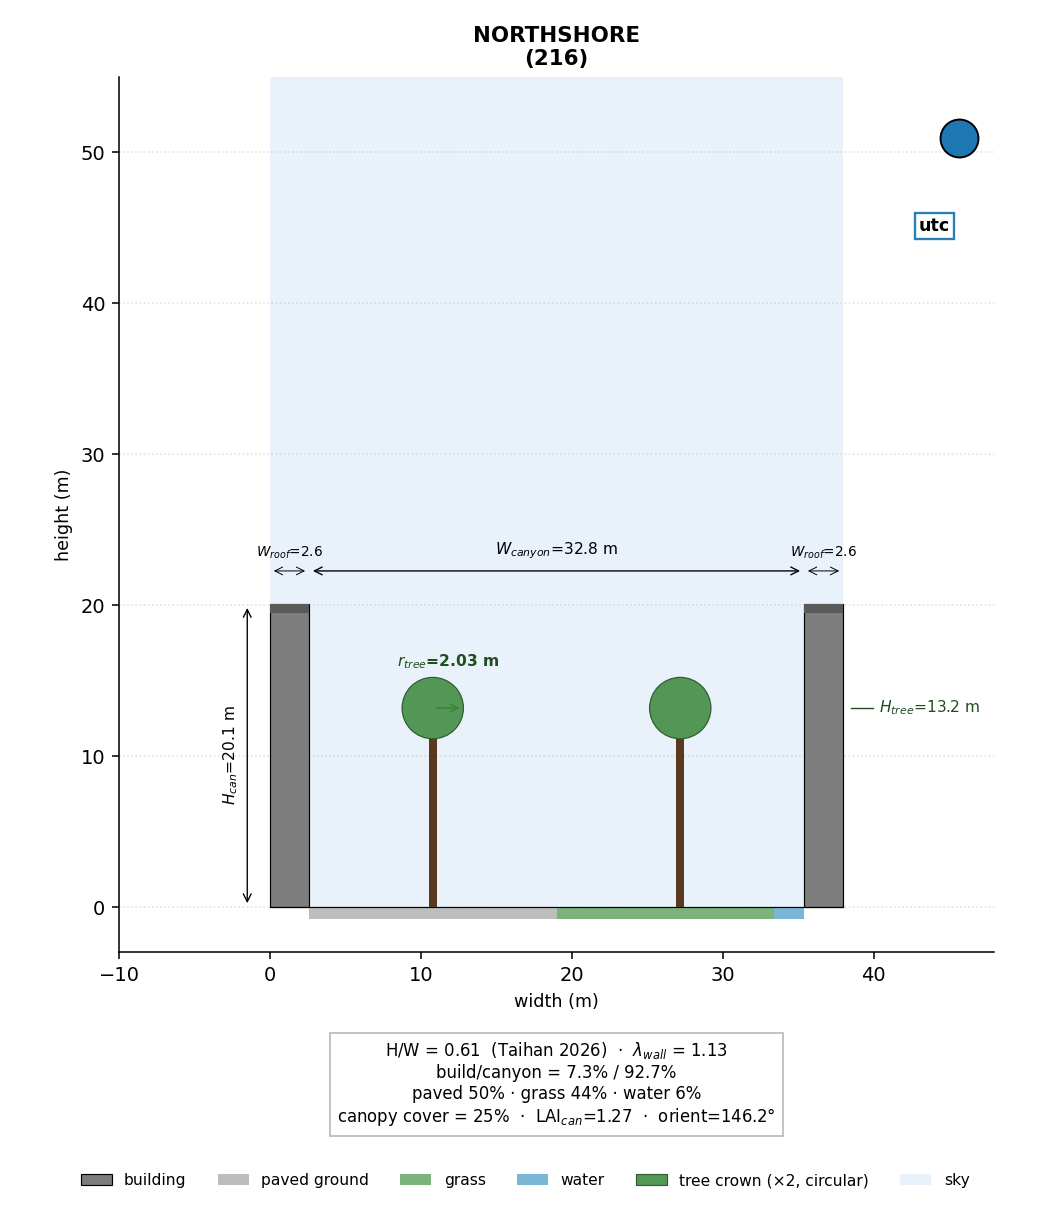 NORTHSHORE
(216)
50
40
30
20
10
0
height (m)
utc
W_roof=2.6
W_canyon=32.8 m
W_roof=2.6
r_tree=2.03 m
H_tree=13.2 m
H_can=20.1 m
−10
0
10
20
30
40
width (m)
H/W = 0.61 (Taihan 2026) · λ_wall = 1.13
build/canyon = 7.3% / 92.7%
paved 50% · grass 44% · water 6%
canopy cover = 25% · LAI_can=1.27 · orient=146.2°
building
paved ground
grass
water
tree crown (×2, circular)
sky